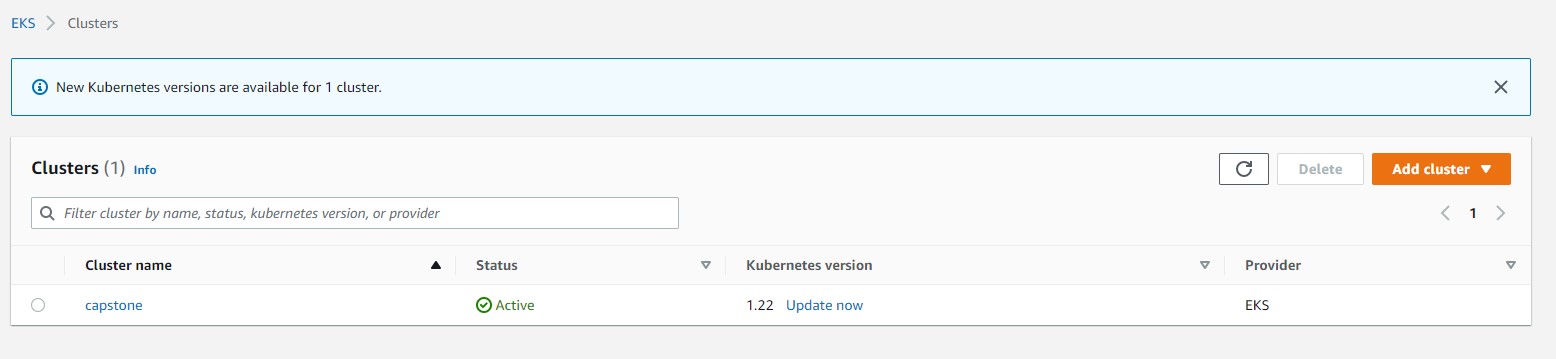 EKS Clusters
New Kubernetes versions are available for 1 cluster.
Clusters (1) Info Delete Add cluster
Filter cluster by name, status, kubernetes version, or provider 1
Cluster name Status Kubernetes version Provider
capstone Active 1.22 Update now EKS